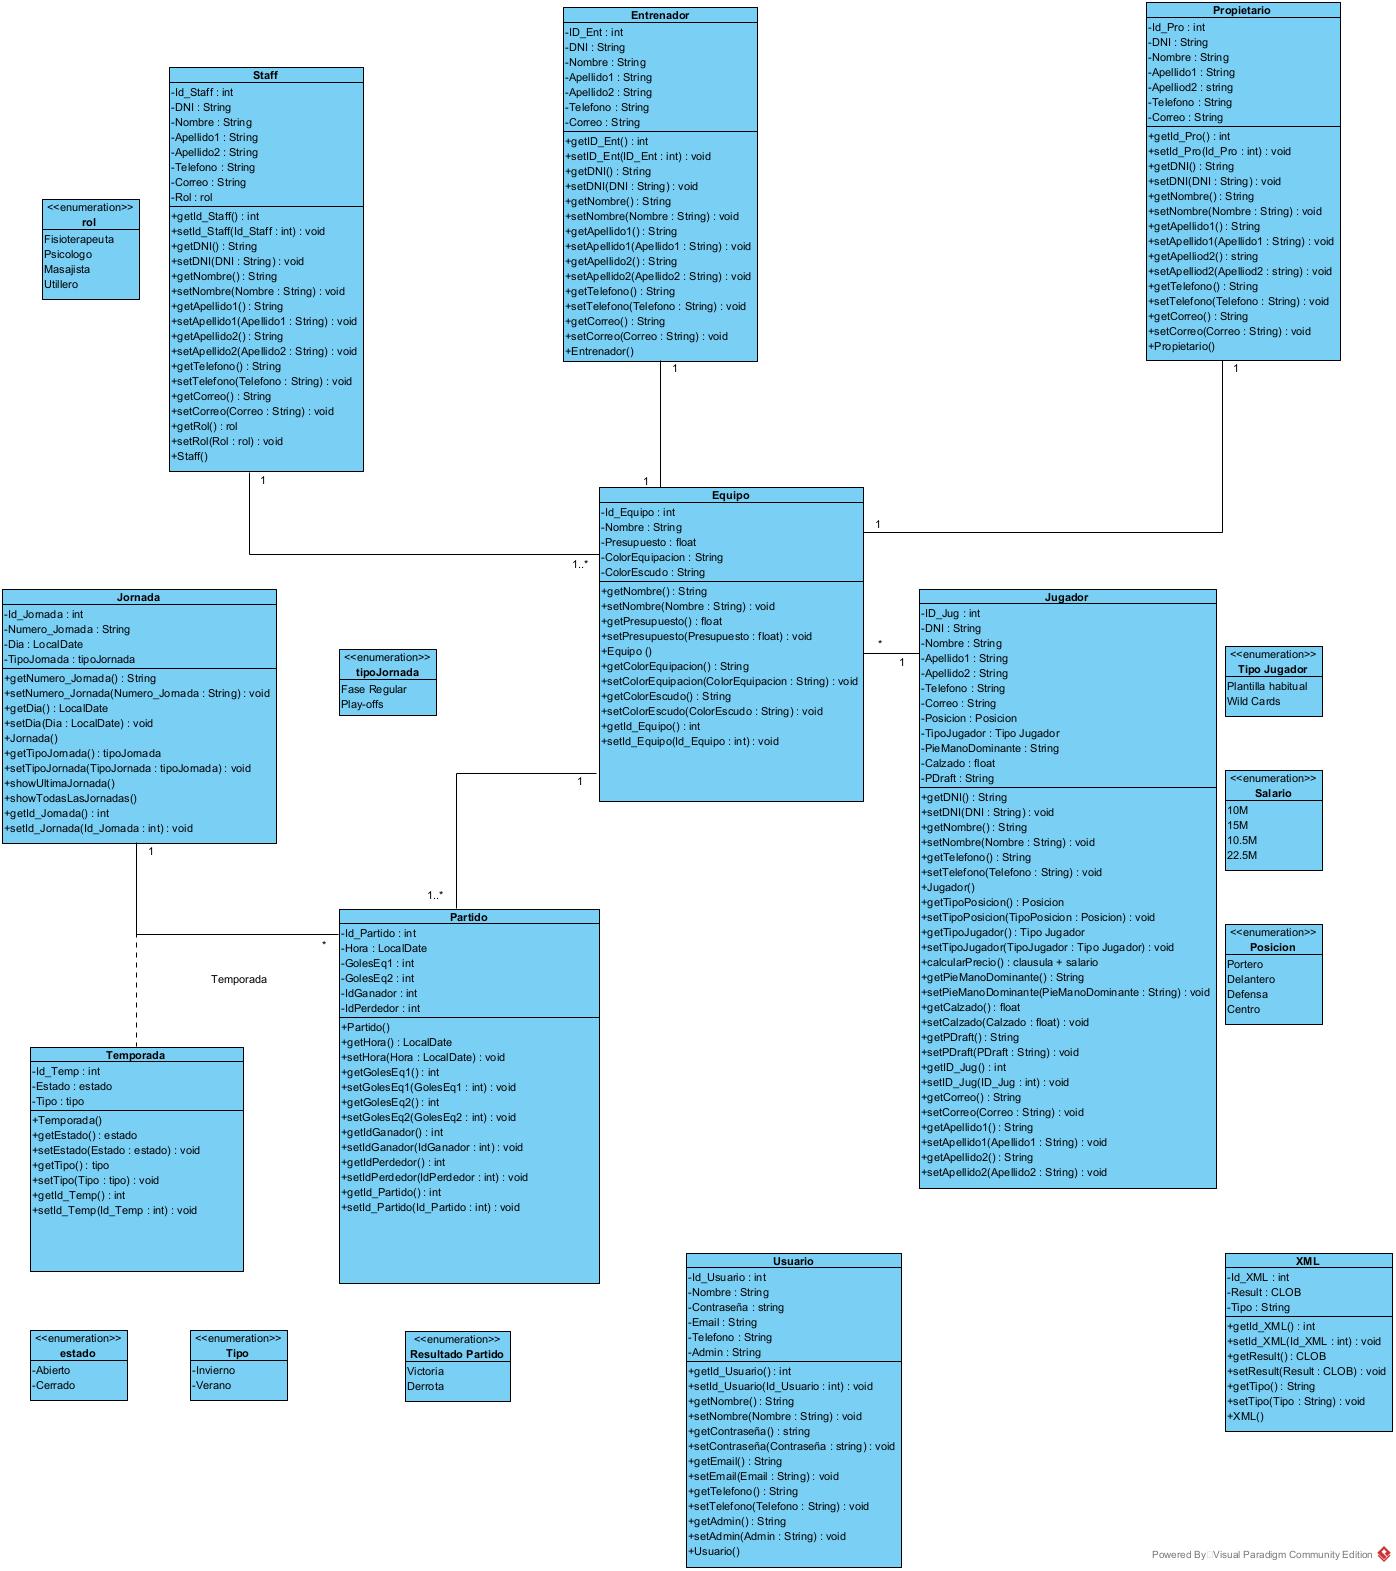 Entrenador
-ID_Ent : int
-DNI : String
-Nombre : String
-Apellido1 : String
-Apellido2 : String
-Telefono : String
-Correo : String
+getID_Ent() : int
+setID_Ent(ID_Ent : int) : void
+getDNI() : String
+setDNI(DNI : String) : void
+getNombre() : String
+setNombre(Nombre : String) : void
+getApellido1() : String
+setApellido1(Apellido1 : String) : void
+getApellido2() : String
+setApellido2(Apellido2 : String) : void
+getTelefono() : String
+setTelefono(Telefono : String) : void
+getCorreo() : String
+setCorreo(Correo : String) : void
+Entrenador()
1
1
Propietario
-Id_Pro : int
-DNI : String
-Nombre : String
-Apellido1 : String
-Apelliod2 : string
-Telefono : String
-Correo : String
+getId_Pro() : int
+setId_Pro(Id_Pro : int) : void
+getDNI() : String
+setDNI(DNI : String) : void
+getNombre() : String
+setNombre(Nombre : String) : void
+getApellido1() : String
+setApellido1(Apellido1 : String) : void
+getApelliod2() : string
+setApelliod2(Apelliod2 : string) : void
+getTelefono() : String
+setTelefono(Telefono : String) : void
+getCorreo() : String
+setCorreo(Correo : String) : void
+Propietario()
1
1
Staff
-Id_Staff : int
-DNI : String
-Nombre : String
-Apellido1 : String
-Apellido2 : String
-Telefono : String
-Correo : String
-Rol : rol
+getId_Staff() : int
+setId_Staff(Id_Staff : int) : void
+getDNI() : String
+setDNI(DNI : String) : void
+getNombre() : String
+setNombre(Nombre : String) : void
+getApellido1() : String
+setApellido1(Apellido1 : String) : void
+getApellido2() : String
+setApellido2(Apellido2 : String) : void
+getTelefono() : String
+setTelefono(Telefono : String) : void
+getCorreo() : String
+setCorreo(Correo : String) : void
+getRol() : rol
+setRol(Rol : rol) : void
+Staff()
1
1..*
<<enumeration>>
rol
Fisioterapeuta
Psicologo
Masajista
Utillero
Equipo
-Id_Equipo : int
-Nombre : String
-Presupuesto : float
-ColorEquipacion : String
-ColorEscudo : String
+getNombre() : String
+setNombre(Nombre : String) : void
+getPresupuesto() : float
+setPresupuesto(Presupuesto : float) : void
+Equipo ()
+getColorEquipacion() : String
+setColorEquipacion(ColorEquipacion : String) : void
+getColorEscudo() : String
+setColorEscudo(ColorEscudo : String) : void
+getId_Equipo() : int
+setId_Equipo(Id_Equipo : int) : void
*
1
1
1..*
Jornada
-Id_Jornada : int
-Numero_Jornada : String
-Dia : LocalDate
-TipoJornada : tipoJornada
+getNumero_Jornada() : String
+setNumero_Jornada(Numero_Jornada : String) : void
+getDia() : LocalDate
+setDia(Dia : LocalDate) : void
+Jornada()
+getTipoJornada() : tipoJornada
+setTipoJornada(TipoJornada : tipoJornada) : void
+showUltimaJornada()
+showTodasLasJornadas()
+getId_Jornada() : int
+setId_Jornada(Id_Jornada : int) : void
1
*
Temporada
<<enumeration>>
tipoJornada
Fase Regular
Play-offs
Jugador
-ID_Jug : int
-DNI : String
-Nombre : String
-Apellido1 : String
-Apellido2 : String
-Telefono : String
-Correo : String
-Posicion : Posicion
-TipoJugador : Tipo Jugador
-PieManoDominante : String
-Calzado : float
-PDraft : String
+getDNI() : String
+setDNI(DNI : String) : void
+getNombre() : String
+setNombre(Nombre : String) : void
+getTelefono() : String
+setTelefono(Telefono : String) : void
+Jugador()
+getTipoPosicion() : Posicion
+setTipoPosicion(TipoPosicion : Posicion) : void
+getTipoJugador() : Tipo Jugador
+setTipoJugador(TipoJugador : Tipo Jugador) : void
+calcularPrecio() : clausula + salario
+getPieManoDominante() : String
+setPieManoDominante(PieManoDominante : String) : void
+getCalzado() : float
+setCalzado(Calzado : float) : void
+getPDraft() : String
+setPDraft(PDraft : String) : void
+getID_Jug() : int
+setID_Jug(ID_Jug : int) : void
+getCorreo() : String
+setCorreo(Correo : String) : void
+getApellido1() : String
+setApellido1(Apellido1 : String) : void
+getApellido2() : String
+setApellido2(Apellido2 : String) : void
<<enumeration>>
Tipo Jugador
Plantilla habitual
Wild Cards
<<enumeration>>
Salario
10M
15M
10.5M
22.5M
<<enumeration>>
Posicion
Portero
Delantero
Defensa
Centro
Partido
-Id_Partido : int
-Hora : LocalDate
-GolesEq1 : int
-GolesEq2 : int
-IdGanador : int
-IdPerdedor : int
+Partido()
+getHora() : LocalDate
+setHora(Hora : LocalDate) : void
+getGolesEq1() : int
+setGolesEq1(GolesEq1 : int) : void
+getGolesEq2() : int
+setGolesEq2(GolesEq2 : int) : void
+getIdGanador() : int
+setIdGanador(IdGanador : int) : void
+getIdPerdedor() : int
+setIdPerdedor(IdPerdedor : int) : void
+getId_Partido() : int
+setId_Partido(Id_Partido : int) : void
Temporada
-Id_Temp : int
-Estado : estado
-Tipo : tipo
+Temporada()
+getEstado() : estado
+setEstado(Estado : estado) : void
+getTipo() : tipo
+setTipo(Tipo : tipo) : void
+getId_Temp() : int
+setId_Temp(Id_Temp : int) : void
<<enumeration>>
estado
-Abierto
-Cerrado
<<enumeration>>
Tipo
-Invierno
-Verano
<<enumeration>>
Resultado Partido
Victoria
Derrota
Usuario
-Id_Usuario : int
-Nombre : String
-Contraseña : string
-Email : String
-Telefono : String
-Admin : String
+getId_Usuario() : int
+setId_Usuario(Id_Usuario : int) : void
+getNombre() : String
+setNombre(Nombre : String) : void
+getContraseña() : string
+setContraseña(Contraseña : string) : void
+getEmail() : String
+setEmail(Email : String) : void
+getTelefono() : String
+setTelefono(Telefono : String) : void
+getAdmin() : String
+setAdmin(Admin : String) : void
+Usuario()
XML
-Id_XML : int
-Result : CLOB
-Tipo : String
+getId_XML() : int
+setId_XML(Id_XML : int) : void
+getResult() : CLOB
+setResult(Result : CLOB) : void
+getTipo() : String
+setTipo(Tipo : String) : void
+XML()
Powered By Visual Paradigm Community Edition